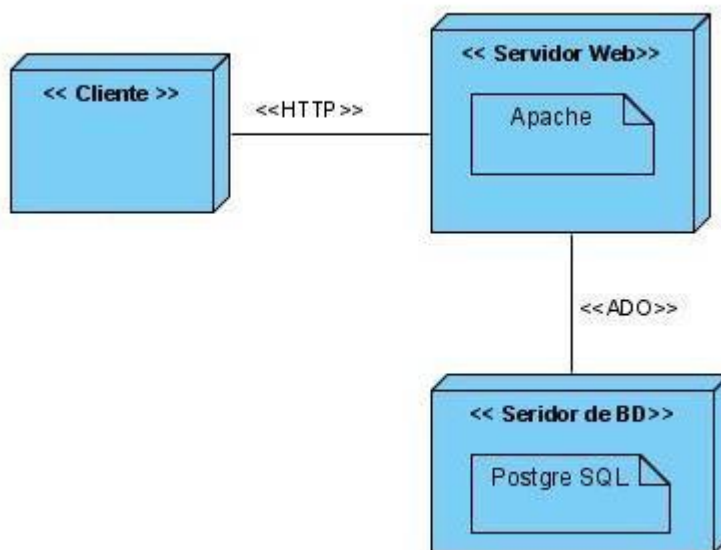 << Cliente >>
<<HTTP>>
<< Servidor Web>>
Apache
<<ADO>>
<< Seridor de BD>>
Postgre SQL